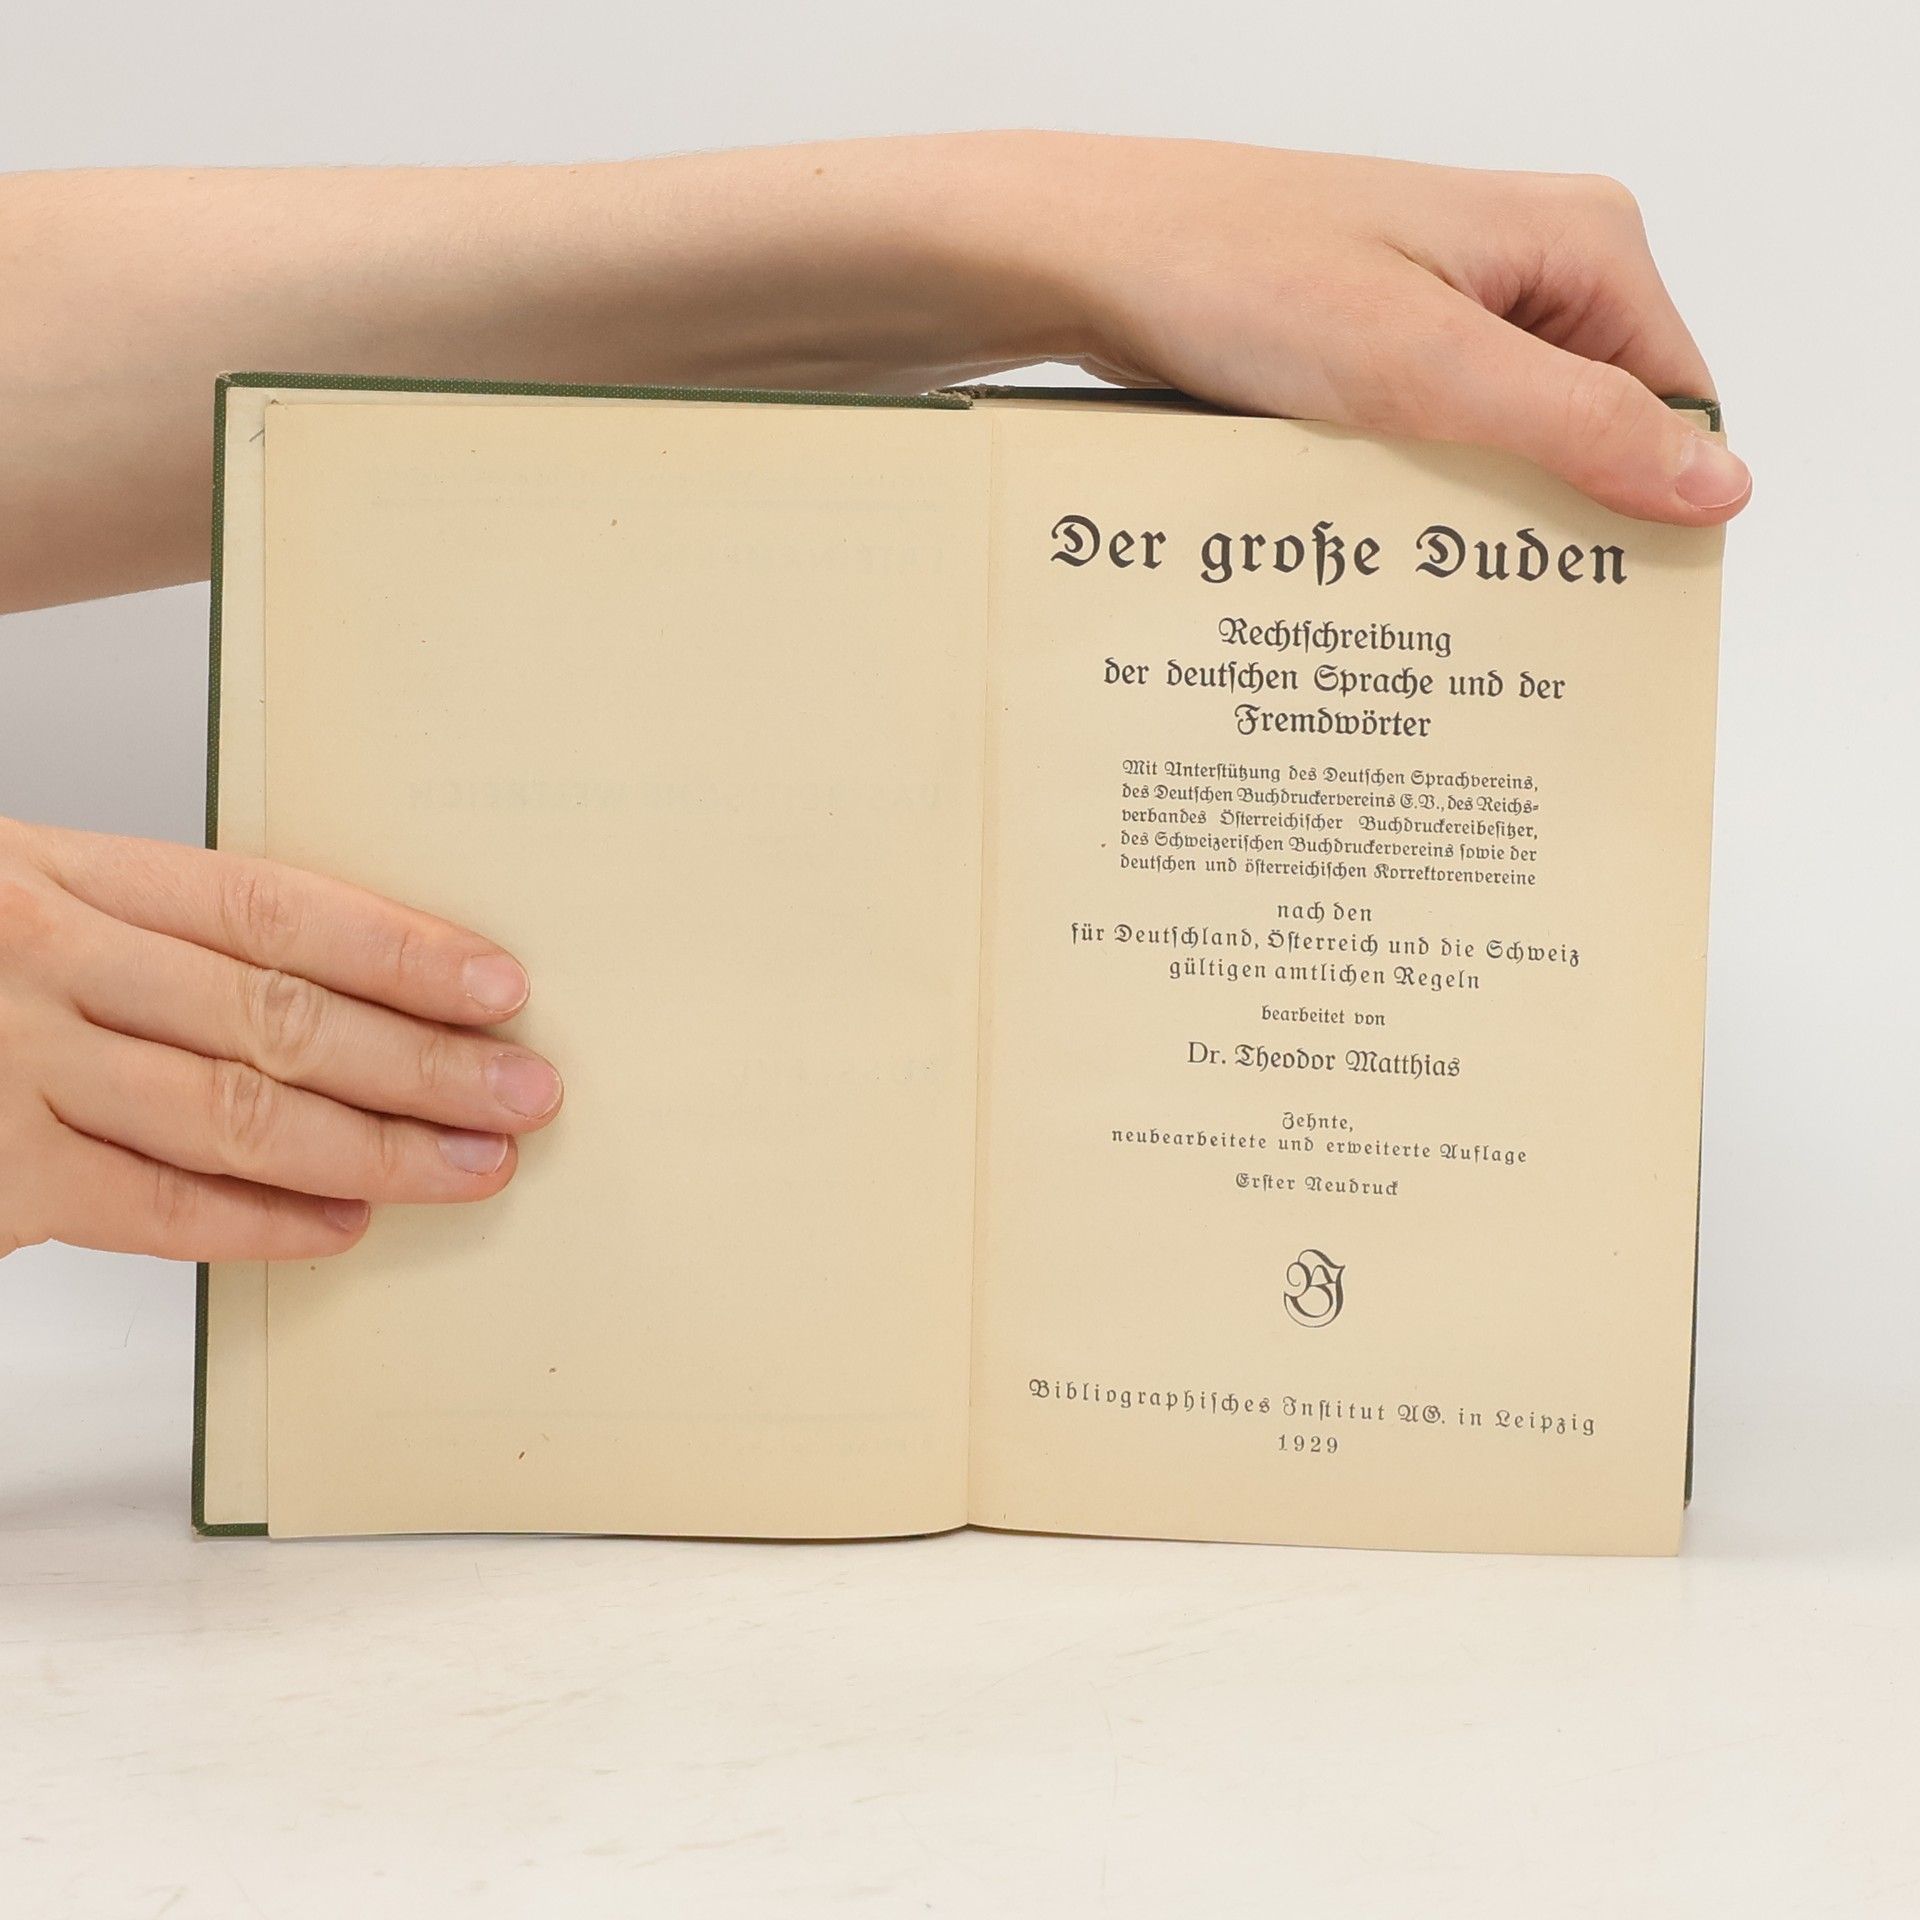 Der große Duden
Rechtschreibung
der deutschen Sprache und der
Fremdwörter
Mit Unterstützung des Deutschen Sprachvereins,
des Deutschen Buchdruckervereins E.V., des Reichs-
verbandes Österreichischer Buchdruckereibesitzer,
des Schweizerischen Buchdruckervereins sowie der
deutschen und österreichischen Korrektorenvereine
nach den
für Deutschland, Österreich und die Schweiz
gültigen amtlichen Regeln
bearbeitet von
Dr. Theodor Matthias
Zehnte,
neubearbeitete und erweiterte Auflage
Erster Neudruck
BI
Bibliographisches Institut AG. in Leipzig
1929